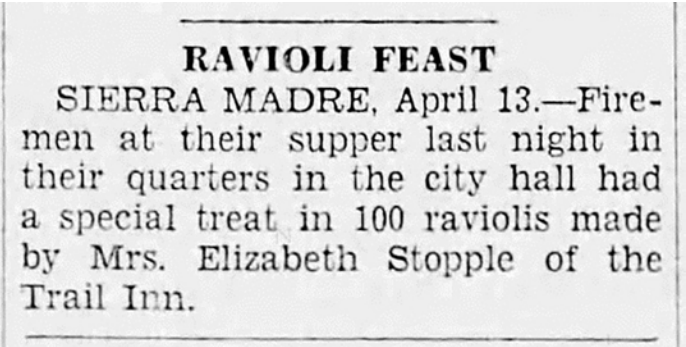 RAVIOLI FEAST
SIERRA MADRE, April 13.—Fire-
men at their supper last night in
their quarters in the city hall had
a special treat in 100 raviolis made
by Mrs. Elizabeth Stopple of the
Trail Inn.